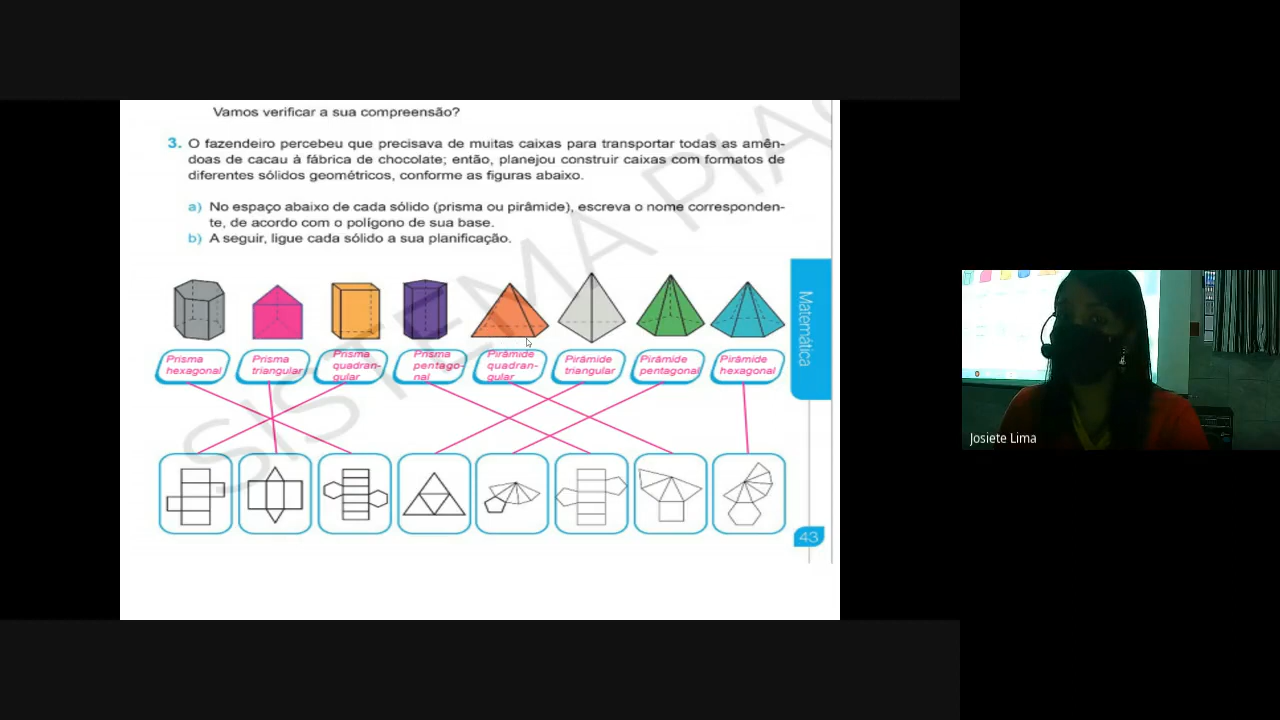 Vamos verificar a sua compreensão?
3. O fazendeiro percebeu que precisava de muitas caixas para transportar todas as amên-
doas de cacau à fábrica de chocolate; então, planejou construir caixas com formatos de
diferentes sólidos geométricos, conforme as figuras abaixo.
a) No espaço abaixo de cada sólido (prisma ou pirâmide), escreva o nome corresponden-
te, de acordo com o polígono de sua base.
b) A seguir, ligue cada sólido a sua planificação.
Prisma
hexagonal
Prisma
triangular
Prisma
quadran-
gular
Prisma
pentago-
nal
Pirâmide
quadran-
gular
Pirâmide
triangular
Pirâmide
pentagonal
Pirâmide
hexagonal
Matemática
43
SISTEMA PIA
Josiete Lima